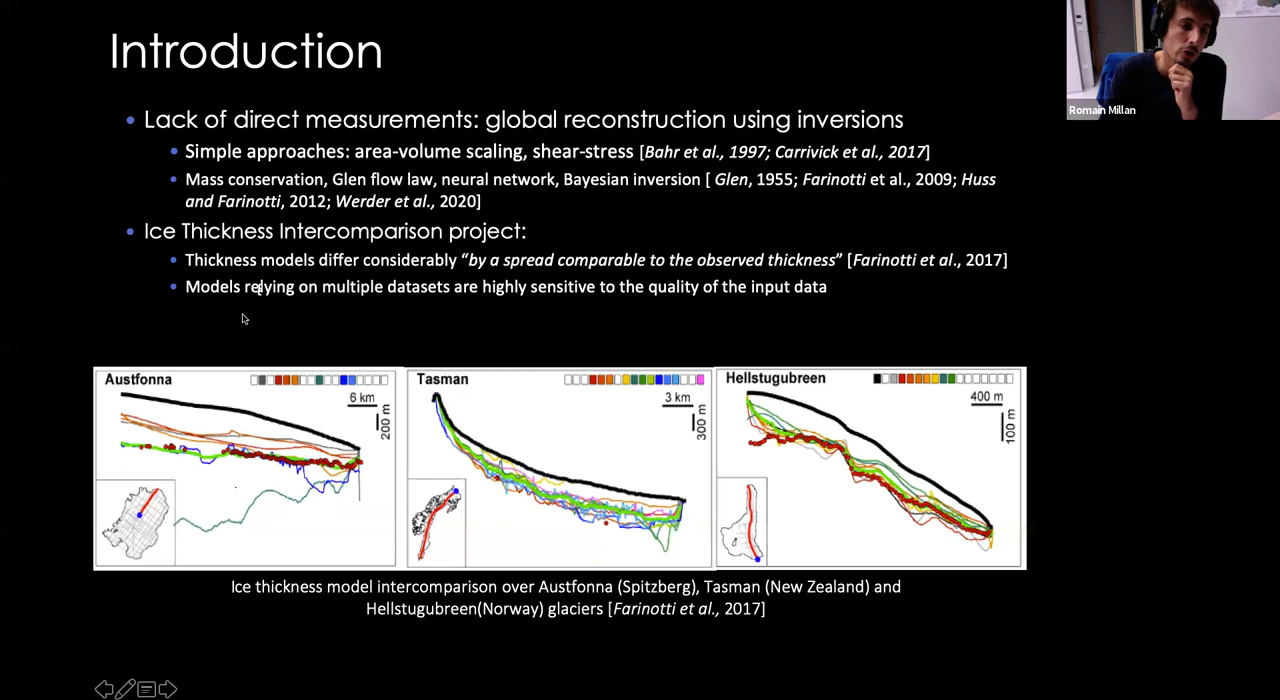 Introduction
Romain Millan
• Lack of direct measurements: global reconstruction using inversions
• Simple approaches: area-volume scaling, shear-stress [Bahr et al., 1997; Carrivick et al., 2017]
• Mass conservation, Glen flow law, neural network, Bayesian inversion [ Glen, 1955; Farinotti et al., 2009; Huss
and Farinotti, 2012; Werder et al., 2020]
• Ice Thickness Intercomparison project:
• Thickness models differ considerably “by a spread comparable to the observed thickness” [Farinotti et al., 2017]
• Models relying on multiple datasets are highly sensitive to the quality of the input data
Austfonna
6 km
200 m
Tasman
3 km
300 m
Hellstugubreen
400 m
100 m
Ice thickness model intercomparison over Austfonna (Spitzberg), Tasman (New Zealand) and
Hellstugubreen(Norway) glaciers [Farinotti et al., 2017]